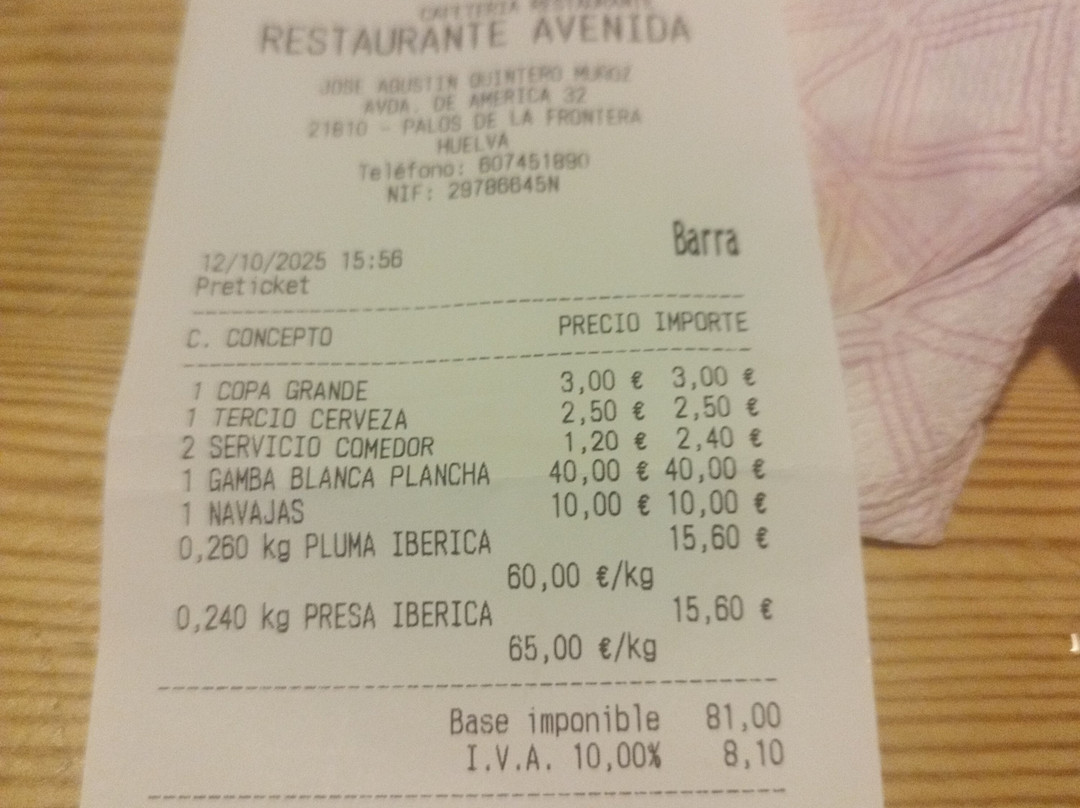 CAFETERIA RESTAURANTE
RESTAURANTE AVENIDA
JOSE AGUSTIN QUINTERO MUÑOZ
AVDA. DE AMERICA 32
21810 - PALOS DE LA FRONTERA
HUELVA
Teléfono: 607451890
NIF: 29786645N
Barra
12/10/2025 15:56
Preticket
C. CONCEPTO PRECIO IMPORTE
1 COPA GRANDE 3,00 € 3,00 €
1 TERCIO CERVEZA 2,50 € 2,50 €
2 SERVICIO COMEDOR 1,20 € 2,40 €
1 GAMBA BLANCA PLANCHA 40,00 € 40,00 €
1 NAVAJAS 10,00 € 10,00 €
0,260 kg PLUMA IBERICA 15,60 €
60,00 €/kg
0,240 kg PRESA IBERICA 15,60 €
65,00 €/kg
Base imponible 81,00
I.V.A. 10,00% 8,10